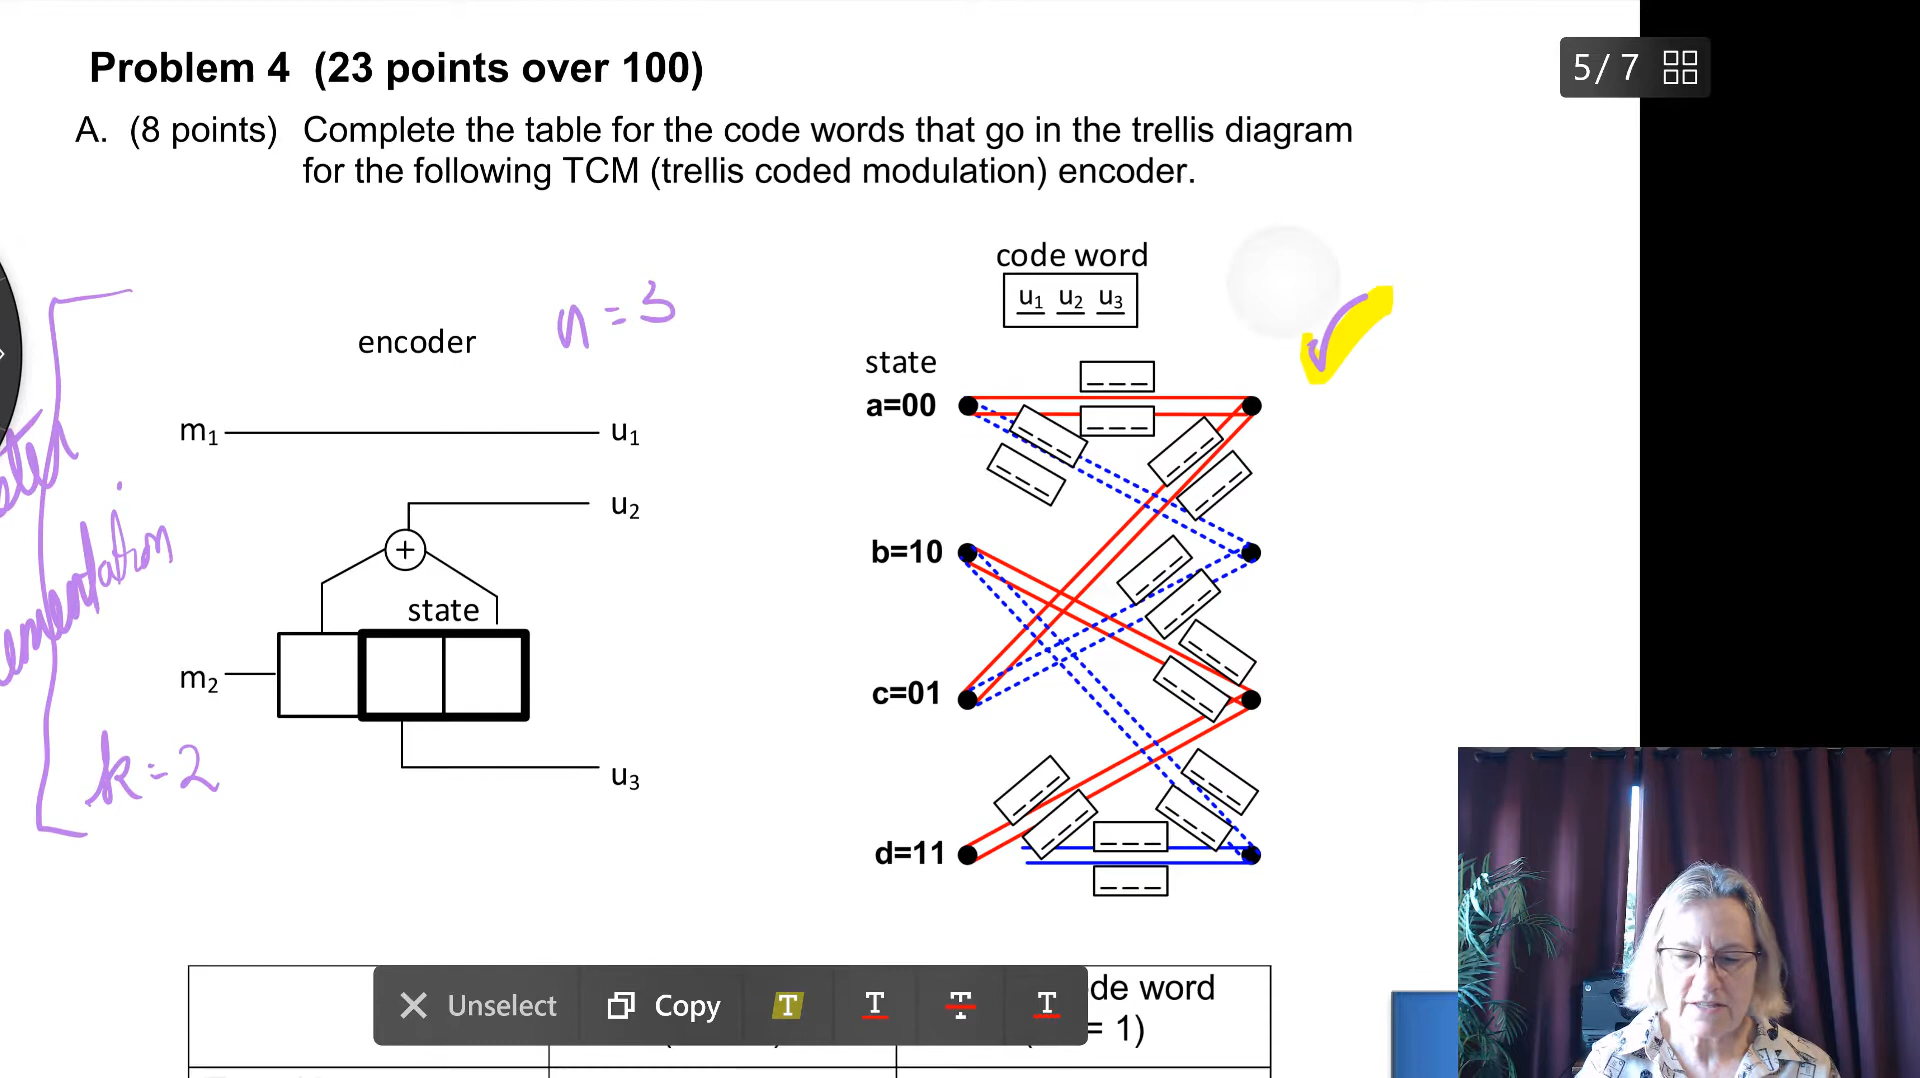 Problem 4 (23 points over 100)
5/ 7
A. (8 points) Complete the table for the code words that go in the trellis diagram
for the following TCM (trellis coded modulation) encoder.
code word
u1 u2 u3
n = 3
encoder
state
a=00
m1
u1
u2
+
b=10
state
m2
c=01
k=2
u3
d=11
Unselect
Copy
T
T
T
T
de word
= 1)